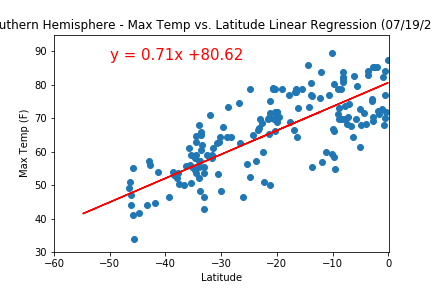 uthern Hemisphere - Max Temp vs. Latitude Linear Regression (07/19/2
y = 0.71x +80.62
90
80
70
60
50
40
30
Max Temp (F)
−60 −50 −40 −30 −20 −10 0
Latitude